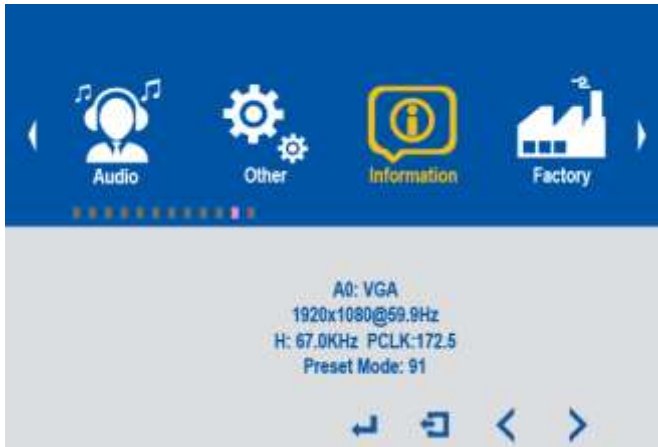 Audio
Other
Information
Factory
A0: VGA
1920x1080@59.9Hz
H: 67.0KHz PCLK:172.5
Preset Mode: 91